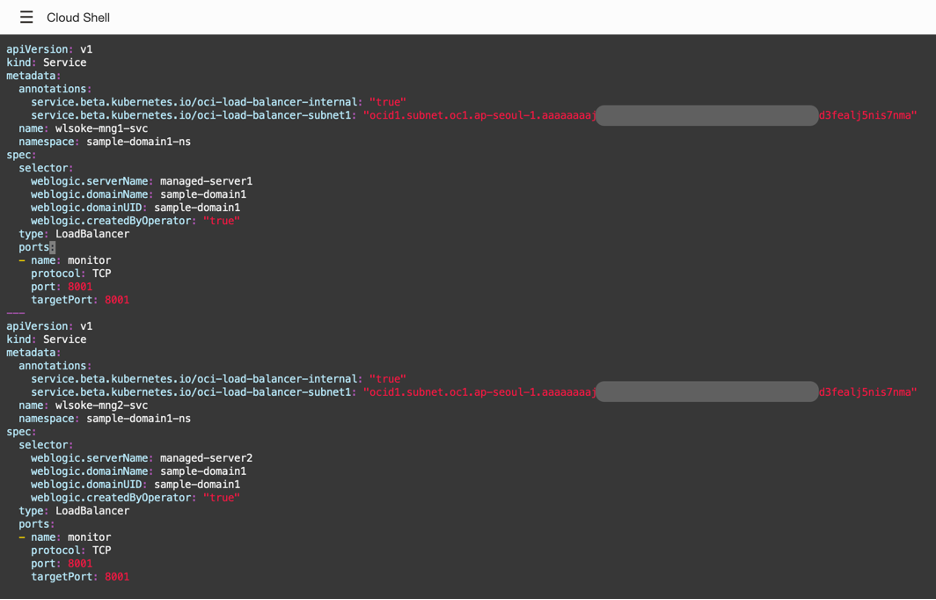 Cloud Shell
apiVersion: v1
kind: Service
metadata:
  annotations:
    service.beta.kubernetes.io/oci-load-balancer-internal: "true"
    service.beta.kubernetes.io/oci-load-balancer-subnet1: "ocid1.subnet.oc1.ap-seoul-1.aaaaaaaaj d3fealj5nis7nma"
  name: wlsoke-mng1-svc
  namespace: sample-domain1-ns
spec:
  selector:
    weblogic.serverName: managed-server1
    weblogic.domainName: sample-domain1
    weblogic.domainUID: sample-domain1
    weblogic.createdByOperator: "true"
  type: LoadBalancer
  ports:
  - name: monitor
    protocol: TCP
    port: 8001
    targetPort: 8001
---
apiVersion: v1
kind: Service
metadata:
  annotations:
    service.beta.kubernetes.io/oci-load-balancer-internal: "true"
    service.beta.kubernetes.io/oci-load-balancer-subnet1: "ocid1.subnet.oc1.ap-seoul-1.aaaaaaaaj d3fealj5nis7nma"
  name: wlsoke-mng2-svc
  namespace: sample-domain1-ns
spec:
  selector:
    weblogic.serverName: managed-server2
    weblogic.domainName: sample-domain1
    weblogic.domainUID: sample-domain1
    weblogic.createdByOperator: "true"
  type: LoadBalancer
  ports:
  - name: monitor
    protocol: TCP
    port: 8001
    targetPort: 8001